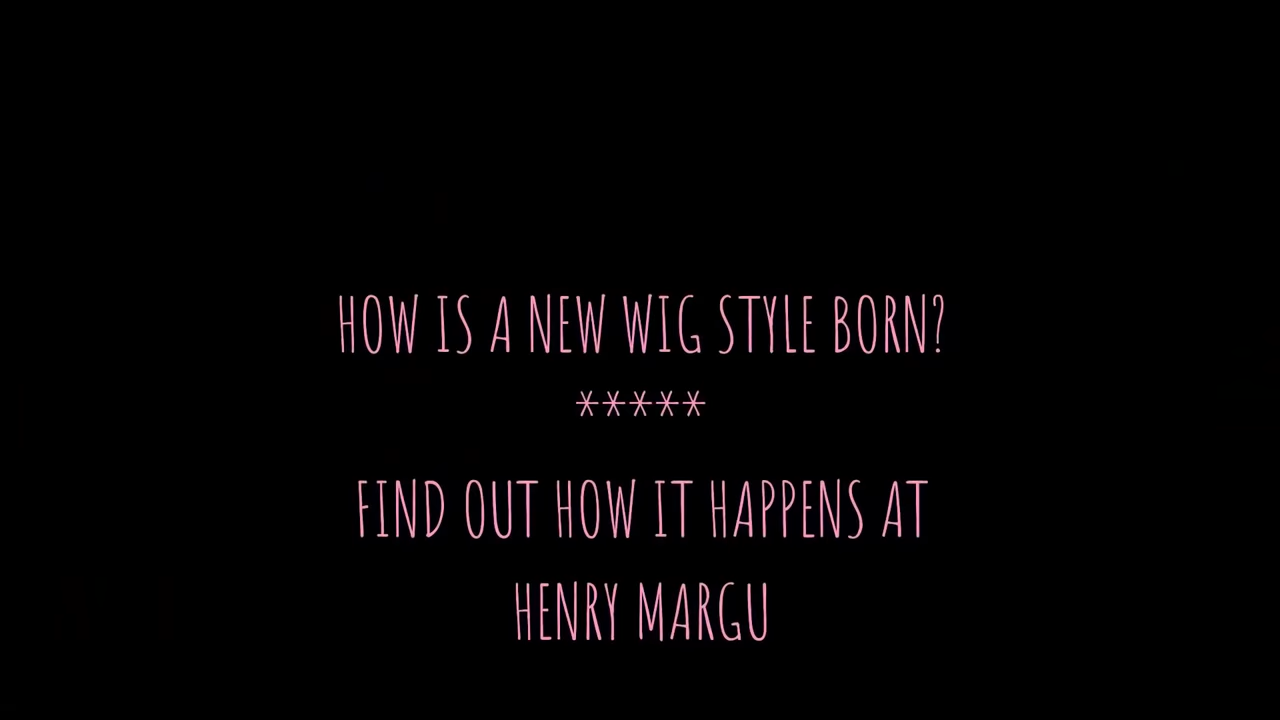 HOW IS A NEW WIG STYLE BORN?
*****
FIND OUT HOW IT HAPPENS AT
HENRY MARGU